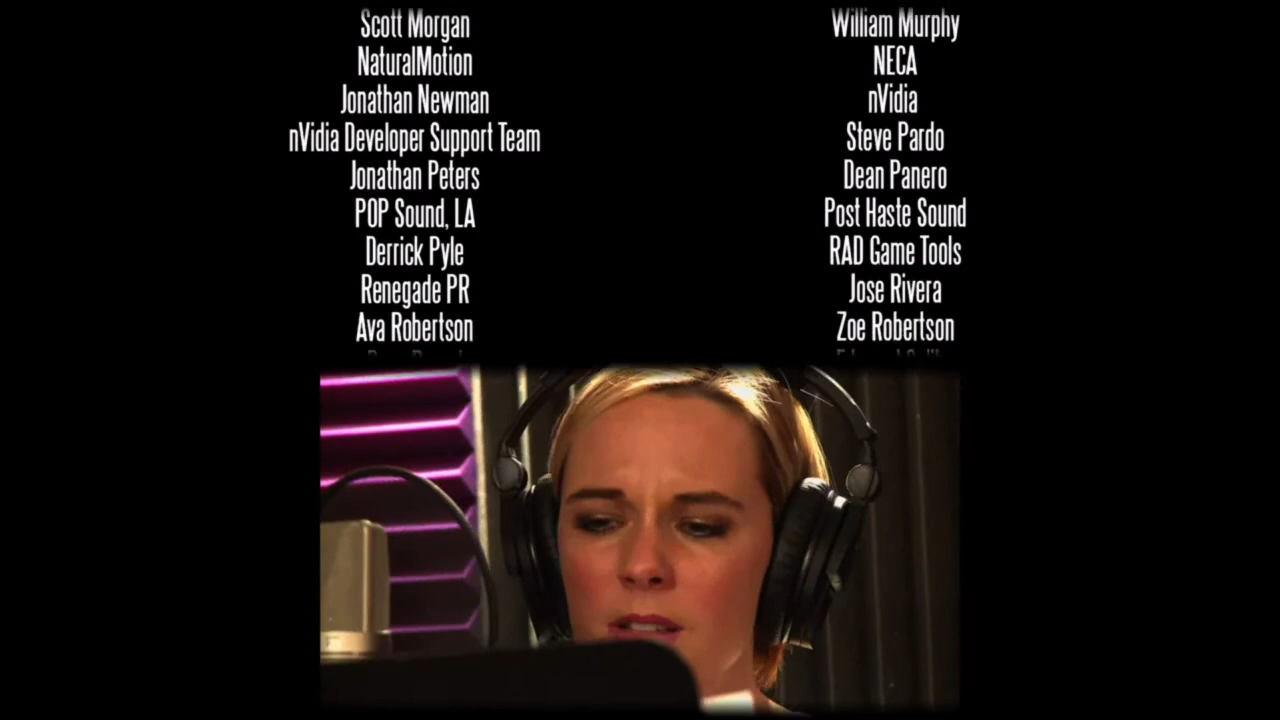 Scott Morgan
William Murphy
NaturalMotion
NECA
Jonathan Newman
nVidia
nVidia Developer Support Team
Steve Pardo
Jonathan Peters
Dean Panero
POP Sound, LA
Post Haste Sound
Derrick Pyle
RAD Game Tools
Renegade PR
Jose Rivera
Ava Robertson
Zoe Robertson